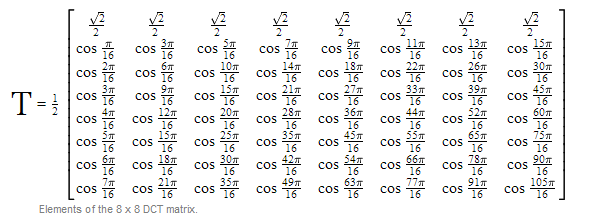 √2/2 √2/2 √2/2 √2/2 √2/2 √2/2 √2/2 √2/2
cos π/16 cos 3π/16 cos 5π/16 cos 7π/16 cos 9π/16 cos 11π/16 cos 13π/16 cos 15π/16
cos 2π/16 cos 6π/16 cos 10π/16 cos 14π/16 cos 18π/16 cos 22π/16 cos 26π/16 cos 30π/16
cos 3π/16 cos 9π/16 cos 15π/16 cos 21π/16 cos 27π/16 cos 33π/16 cos 39π/16 cos 45π/16
T = 1/2 cos 4π/16 cos 12π/16 cos 20π/16 cos 28π/16 cos 36π/16 cos 44π/16 cos 52π/16 cos 60π/16
cos 5π/16 cos 15π/16 cos 25π/16 cos 35π/16 cos 45π/16 cos 55π/16 cos 65π/16 cos 75π/16
cos 6π/16 cos 18π/16 cos 30π/16 cos 42π/16 cos 54π/16 cos 66π/16 cos 78π/16 cos 90π/16
cos 7π/16 cos 21π/16 cos 35π/16 cos 49π/16 cos 63π/16 cos 77π/16 cos 91π/16 cos 105π/16
Elements of the 8 x 8 DCT matrix.